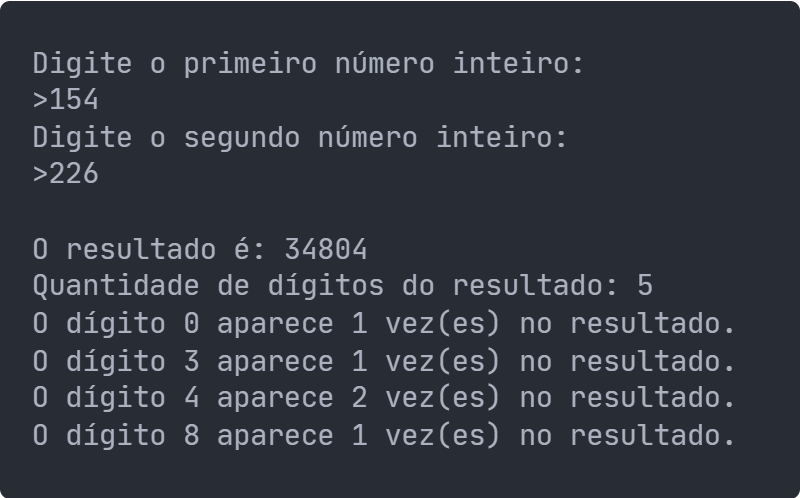 Digite o primeiro número inteiro:
>154
Digite o segundo número inteiro:
>226
O resultado é: 34804
Quantidade de dígitos do resultado: 5
O dígito 0 aparece 1 vez(es) no resultado.
O dígito 3 aparece 1 vez(es) no resultado.
O dígito 4 aparece 2 vez(es) no resultado.
O dígito 8 aparece 1 vez(es) no resultado.